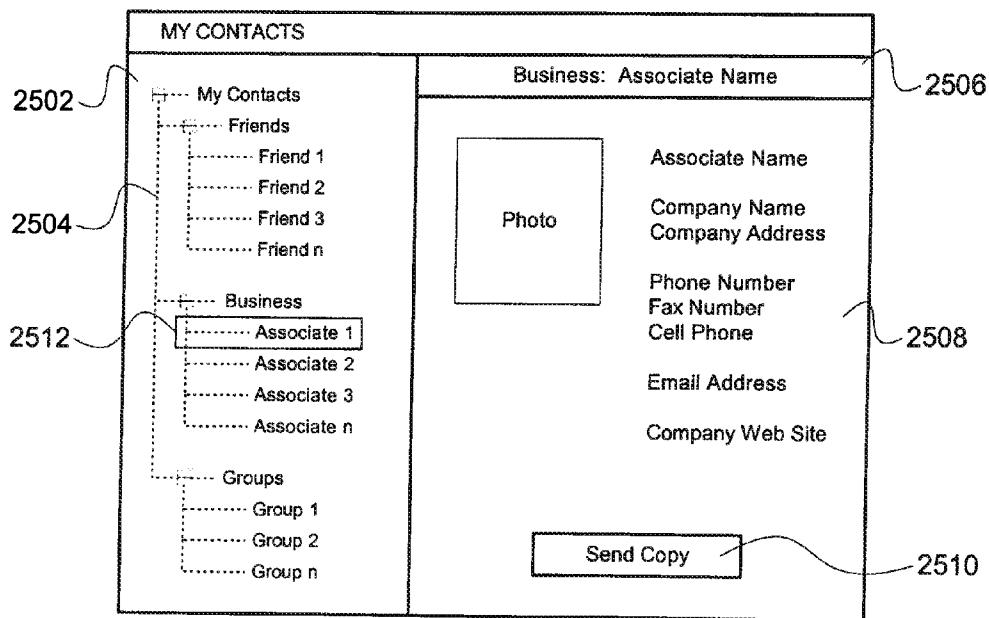 MY CONTACTS
2502
My Contacts
Friends
Friend 1
Friend 2
2504
Friend 3
Friend n
Business
2512
Associate 1
Associate 2
Associate 3
Associate n
Groups
Group 1
Group 2
Group n
Business: Associate Name
2506
Photo
Associate Name
Company Name
Company Address
Phone Number
Fax Number
Cell Phone
2508
Email Address
Company Web Site
Send Copy
2510